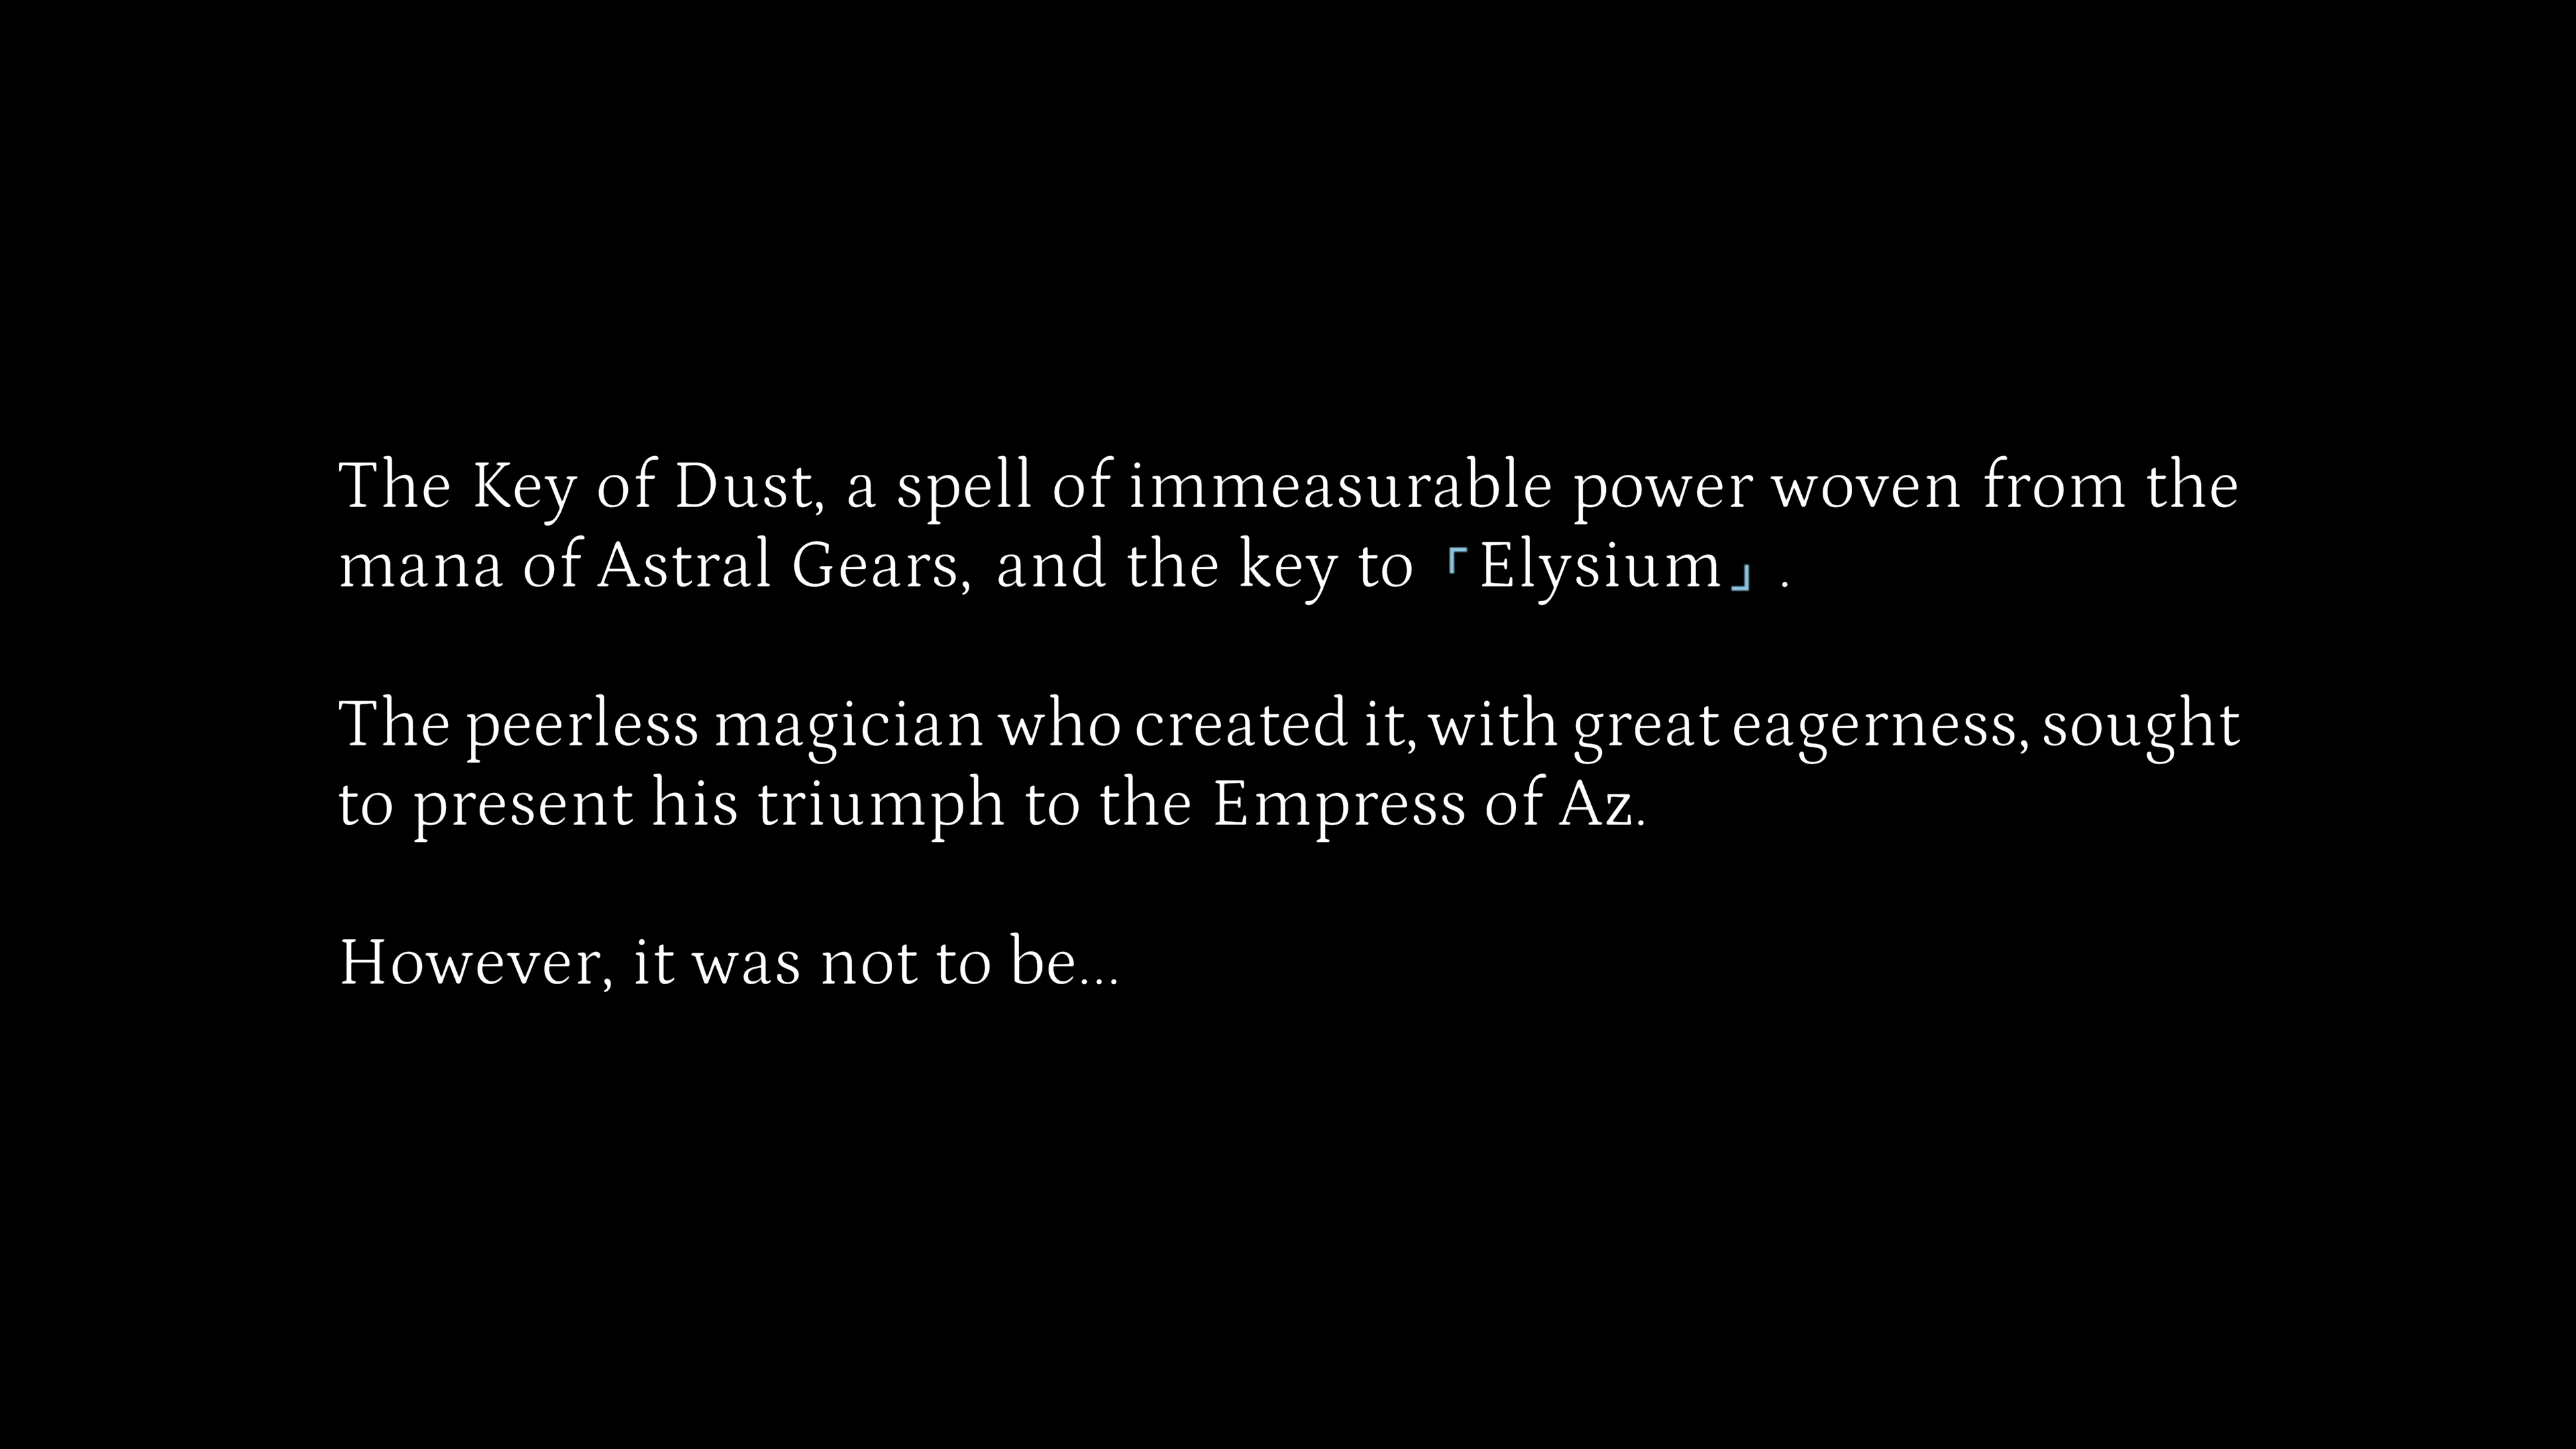 The Key of Dust, a spell of immeasurable power woven from the
mana of Astral Gears, and the key to「Elysium」.
The peerless magician who created it, with great eagerness, sought
to present his triumph to the Empress of Az.
However, it was not to be...